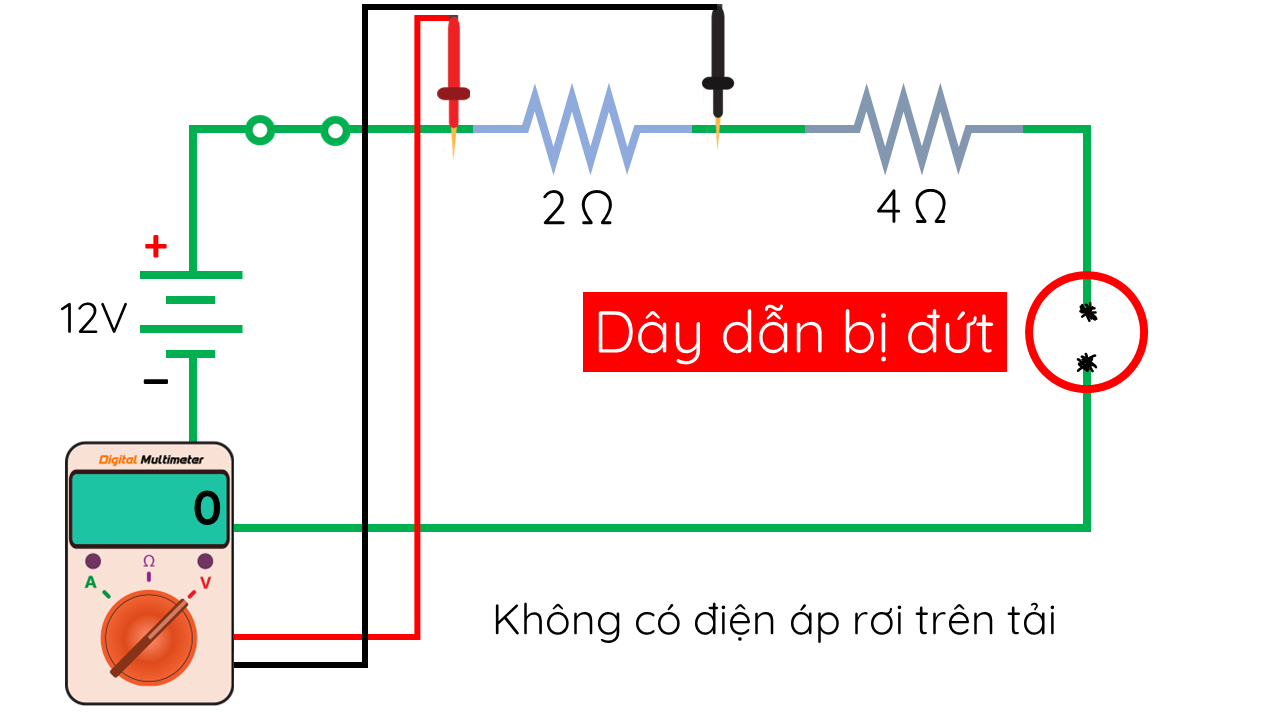 2 Ω
4 Ω
+
12V
Dây dẫn bị đứt
−
Digital Multimeter
0
Ω
A
V
Không có điện áp rơi trên tải